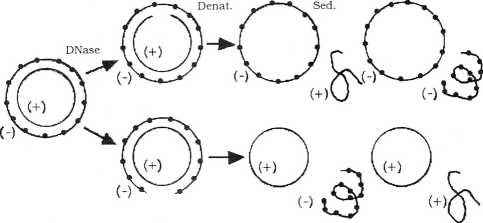 Denat. Sed.
DNase
(+)
(-) (-) (+) (-) (-)
(+)
(-)
(+) (+) (+)
(-) (-) (+)